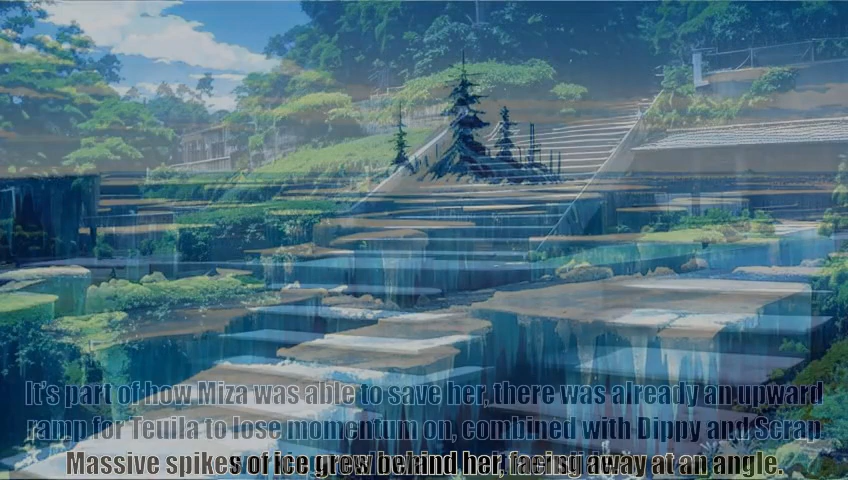 It's part of how Miza was able to save her, there was already an upward
ramp for Teuila to lose momentum on, combined with Dippy and Scrap
Massive spikes of ice grew behind her, facing away at an angle.